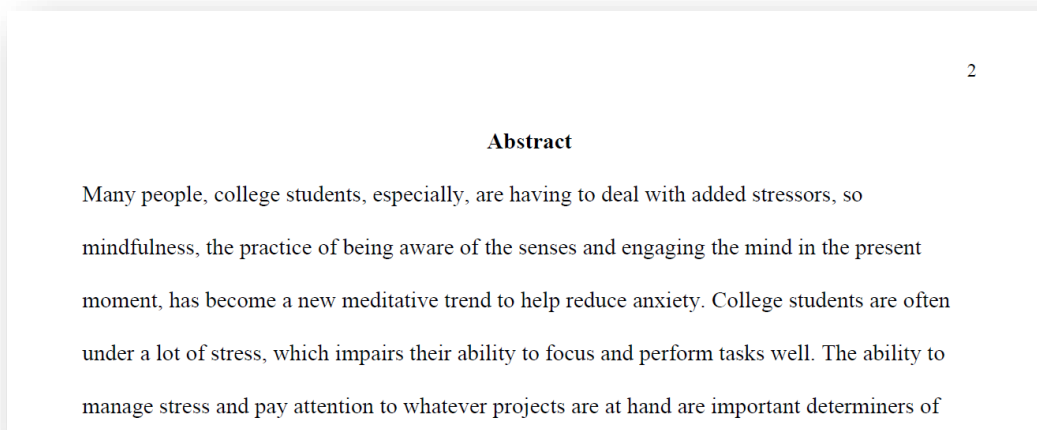 2
Abstract
Many people, college students, especially, are having to deal with added stressors, so
mindfulness, the practice of being aware of the senses and engaging the mind in the present
moment, has become a new meditative trend to help reduce anxiety. College students are often
under a lot of stress, which impairs their ability to focus and perform tasks well. The ability to
manage stress and pay attention to whatever projects are at hand are important determiners of